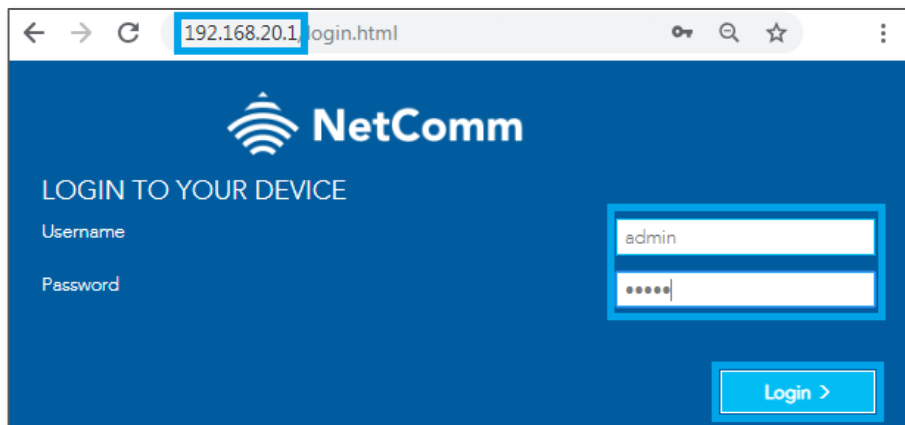 192.168.20.1/login.html
NetComm
LOGIN TO YOUR DEVICE
Username
admin
Password
•••••
Login >